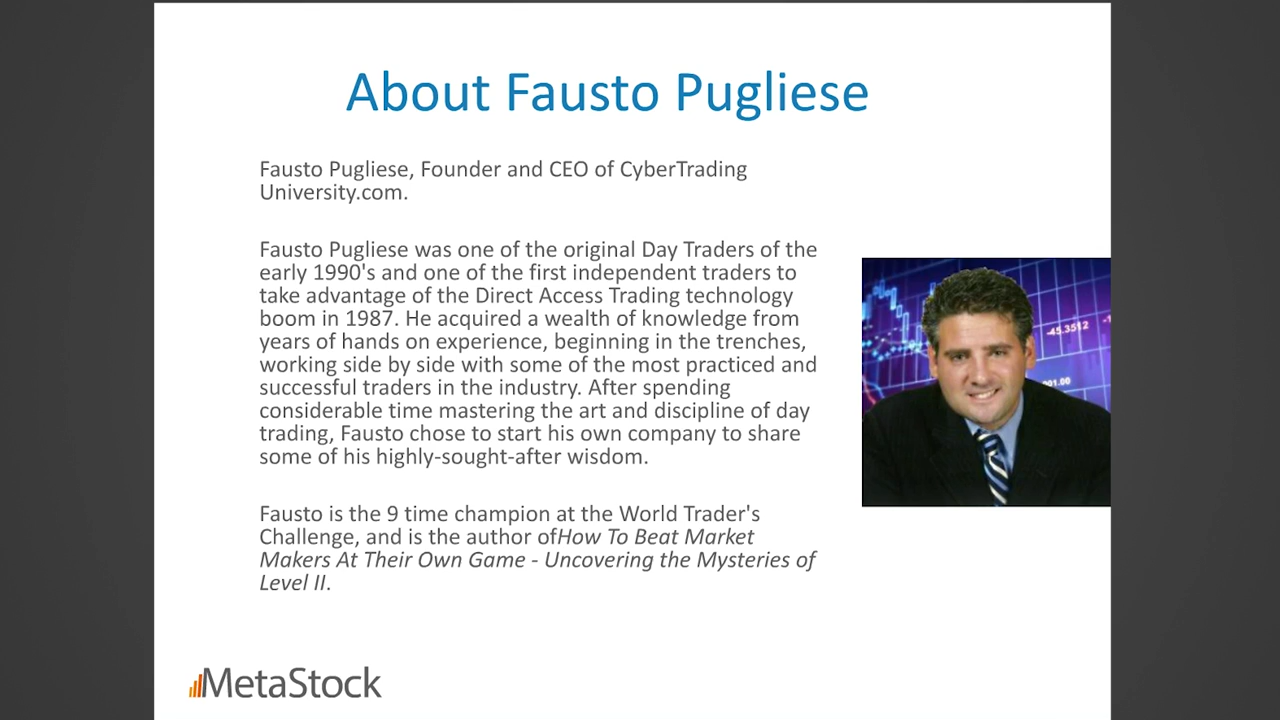 About Fausto Pugliese
Fausto Pugliese, Founder and CEO of CyberTrading
University.com.
Fausto Pugliese was one of the original Day Traders of the
early 1990's and one of the first independent traders to
take advantage of the Direct Access Trading technology
boom in 1987. He acquired a wealth of knowledge from
years of hands on experience, beginning in the trenches,
working side by side with some of the most practiced and
successful traders in the industry. After spending
considerable time mastering the art and discipline of day
trading, Fausto chose to start his own company to share
some of his highly-sought-after wisdom.
Fausto is the 9 time champion at the World Trader's
Challenge, and is the author ofHow To Beat Market
Makers At Their Own Game - Uncovering the Mysteries of
Level II.
-45.3512
MetaStock